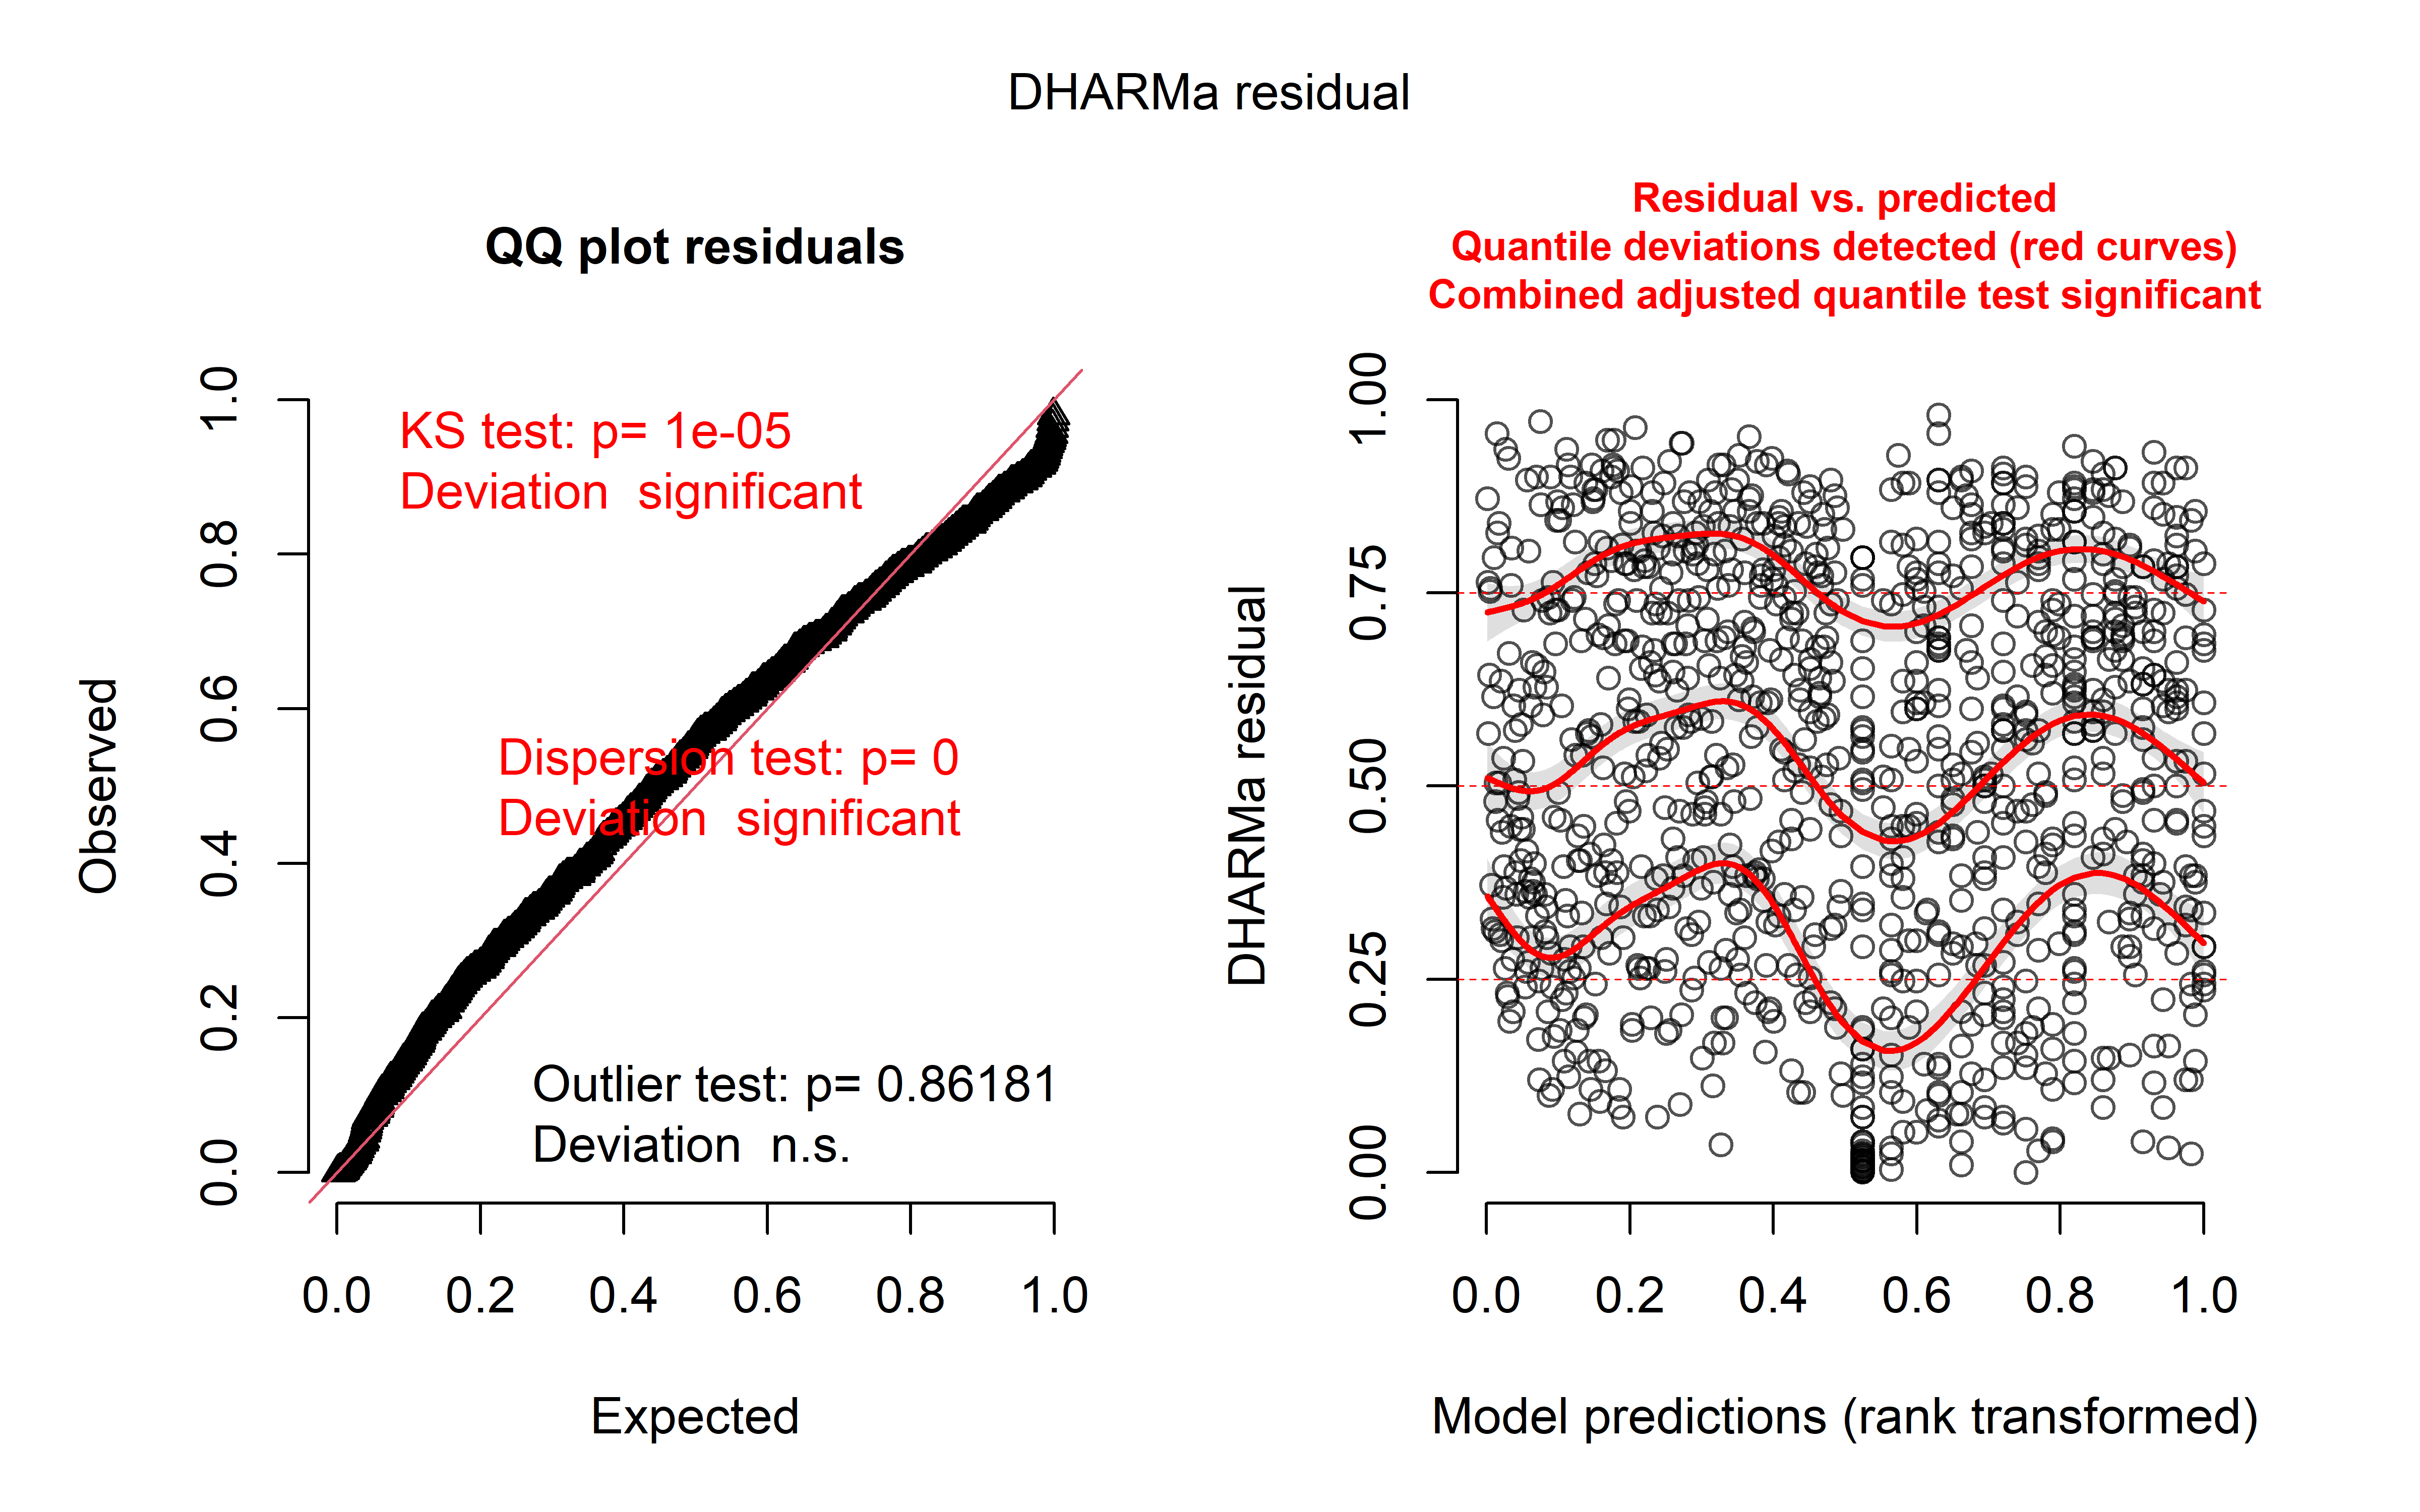 DHARMa residual
QQ plot residuals
KS test: p= 1e-05
Deviation  significant
Dispersion test: p= 0
Deviation  significant
Outlier test: p= 0.86181
Deviation  n.s.
Observed
0.0 0.2 0.4 0.6 0.8 1.0
0.0 0.2 0.4 0.6 0.8 1.0
Expected
Residual vs. predicted
Quantile deviations detected (red curves)
Combined adjusted quantile test significant
DHARMa residual
0.00 0.25 0.50 0.75 1.00
0.0 0.2 0.4 0.6 0.8 1.0
Model predictions (rank transformed)